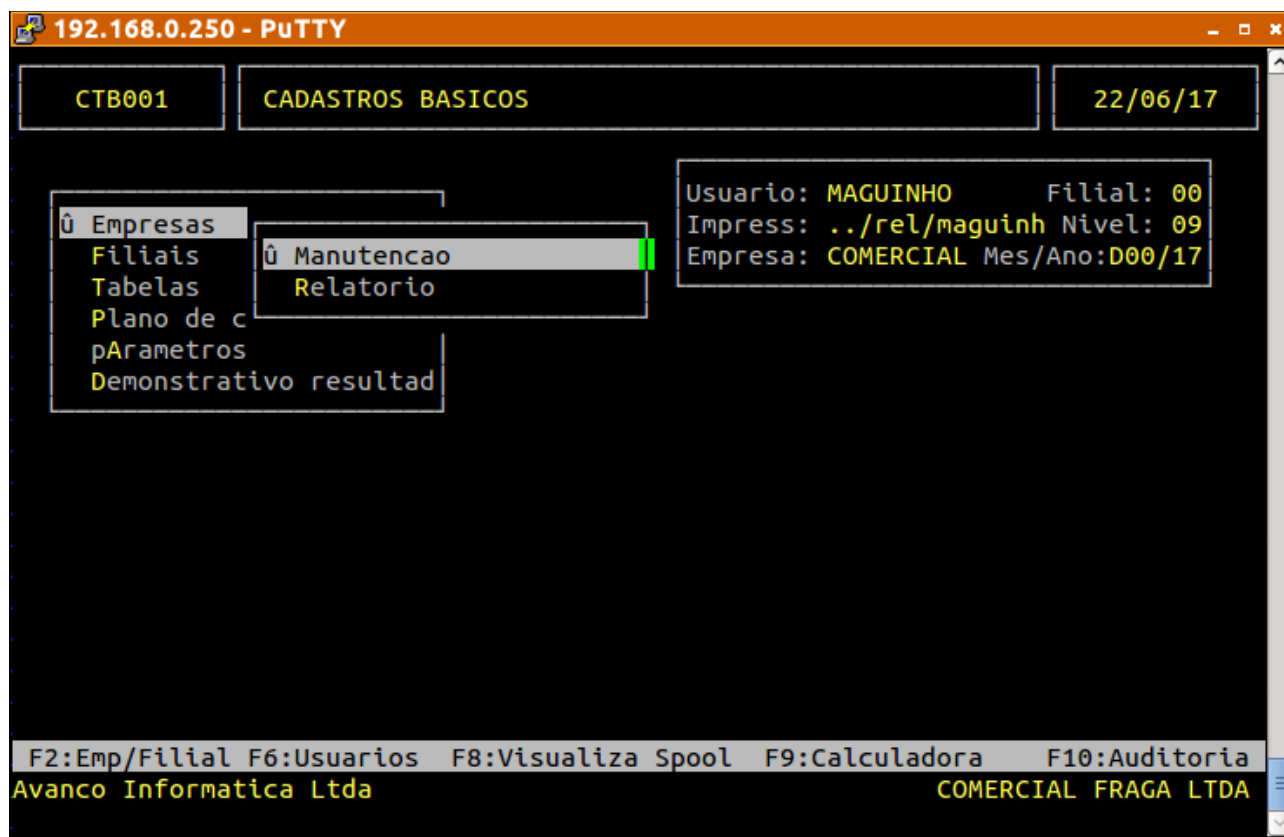 192.168.0.250 - PuTTY
CTB001 CADASTROS BASICOS 22/06/17
Usuario: MAGUINHO Filial: 00
û Empresas Impress: ../rel/maguinh Nivel: 09
Filiais û Manutencao Empresa: COMERCIAL Mes/Ano:D00/17
Tabelas Relatorio
Plano de c
pArametros
Demonstrativo resultad
F2:Emp/Filial F6:Usuarios F8:Visualiza Spool F9:Calculadora F10:Auditoria
Avanco Informatica Ltda COMERCIAL FRAGA LTDA